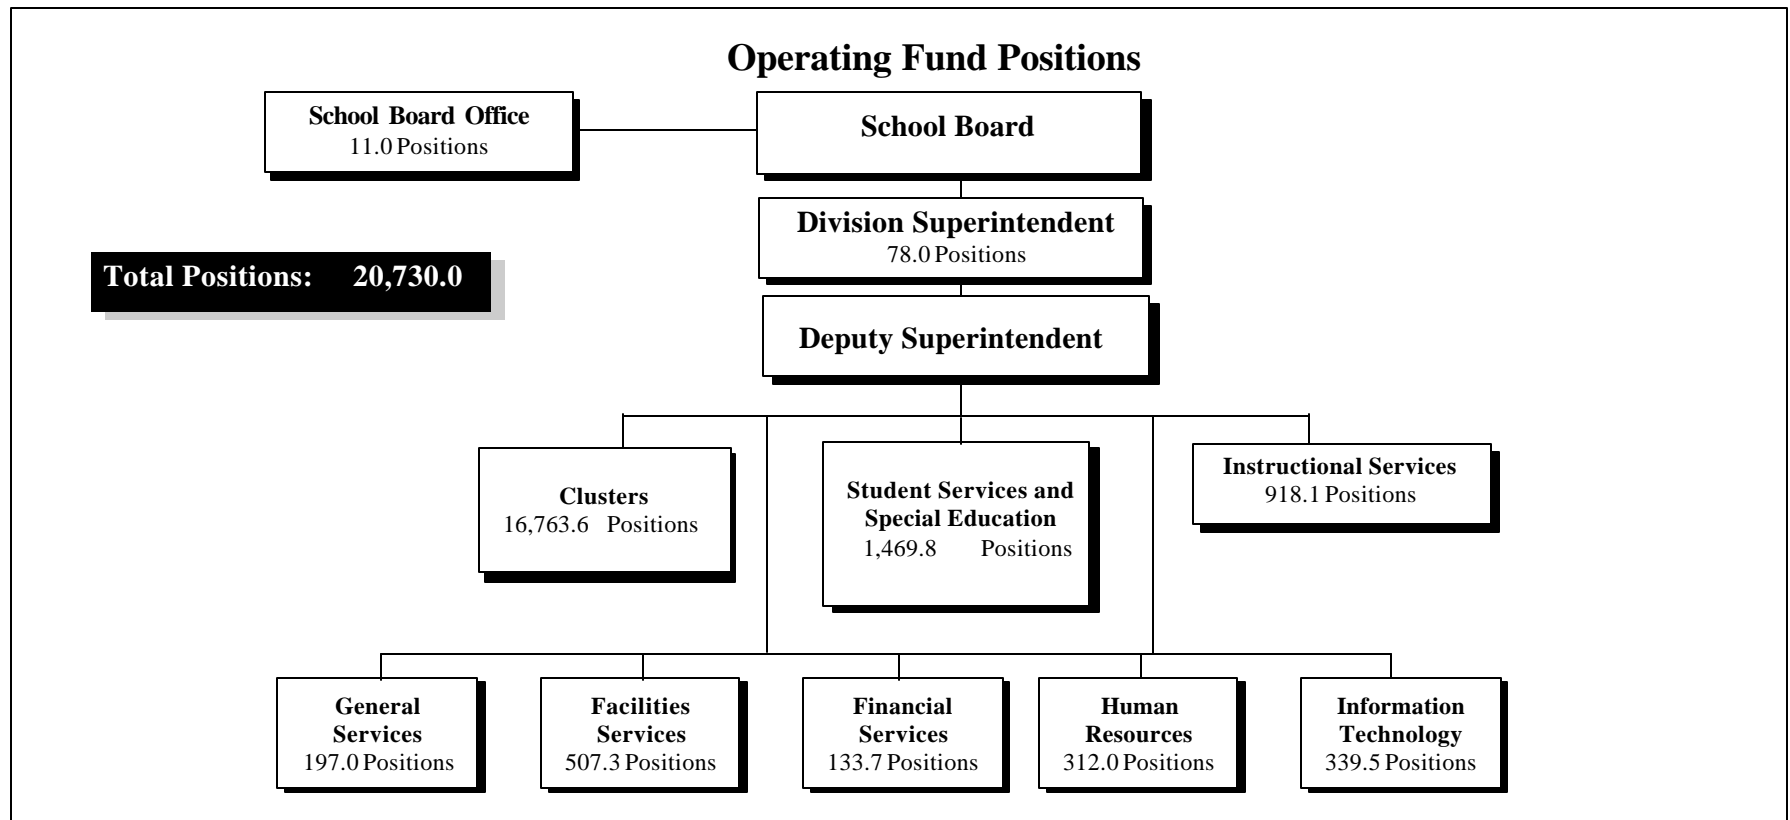 Operating Fund Positions
School Board Office
11.0 Positions
School Board
Division Superintendent
78.0 Positions
Total Positions: 20,730.0
Deputy Superintendent
Clusters
16,763.6 Positions
Student Services and
Special Education
1,469.8 Positions
Instructional Services
918.1 Positions
General
Services
197.0 Positions
Facilities
Services
507.3 Positions
Financial
Services
133.7 Positions
Human
Resources
312.0 Positions
Information
Technology
339.5 Positions